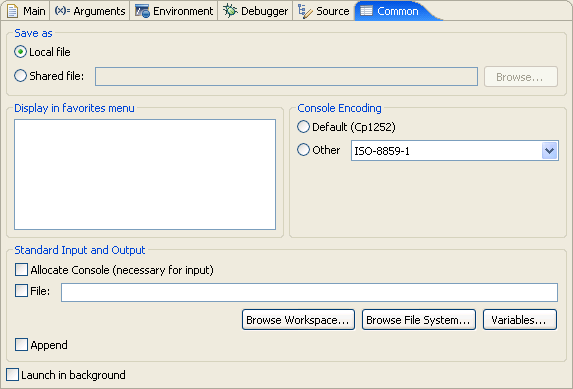 Main (x)= Arguments Environment Debugger Source Common
Save as
Local file
Shared file: Browse...
Display in favorites menu Console Encoding
Default (Cp1252)
Other ISO-8859-1
Standard Input and Output
Allocate Console (necessary for input)
File:
Browse Workspace... Browse File System... Variables...
Append
Launch in background